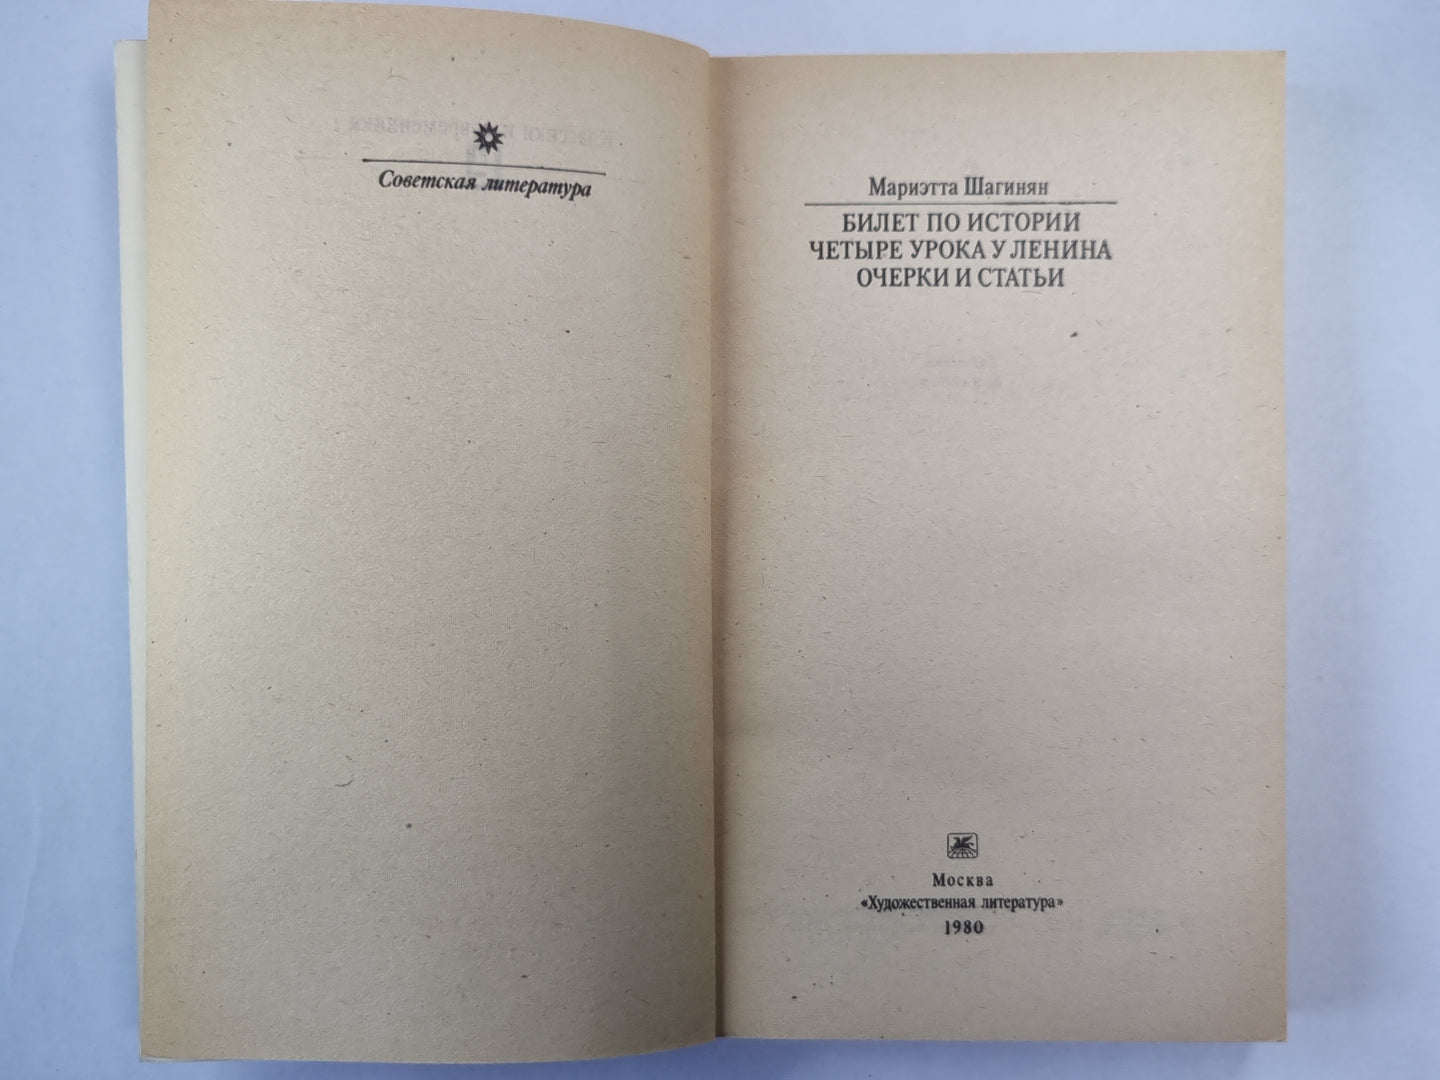 Советская литература
Мариэтта Шагинян
БИЛЕТ ПО ИСТОРИИ
ЧЕТЫРЕ УРОКА У ЛЕНИНА
ОЧЕРКИ И СТАТЬИ
Москва
«Художественная литература»
1980